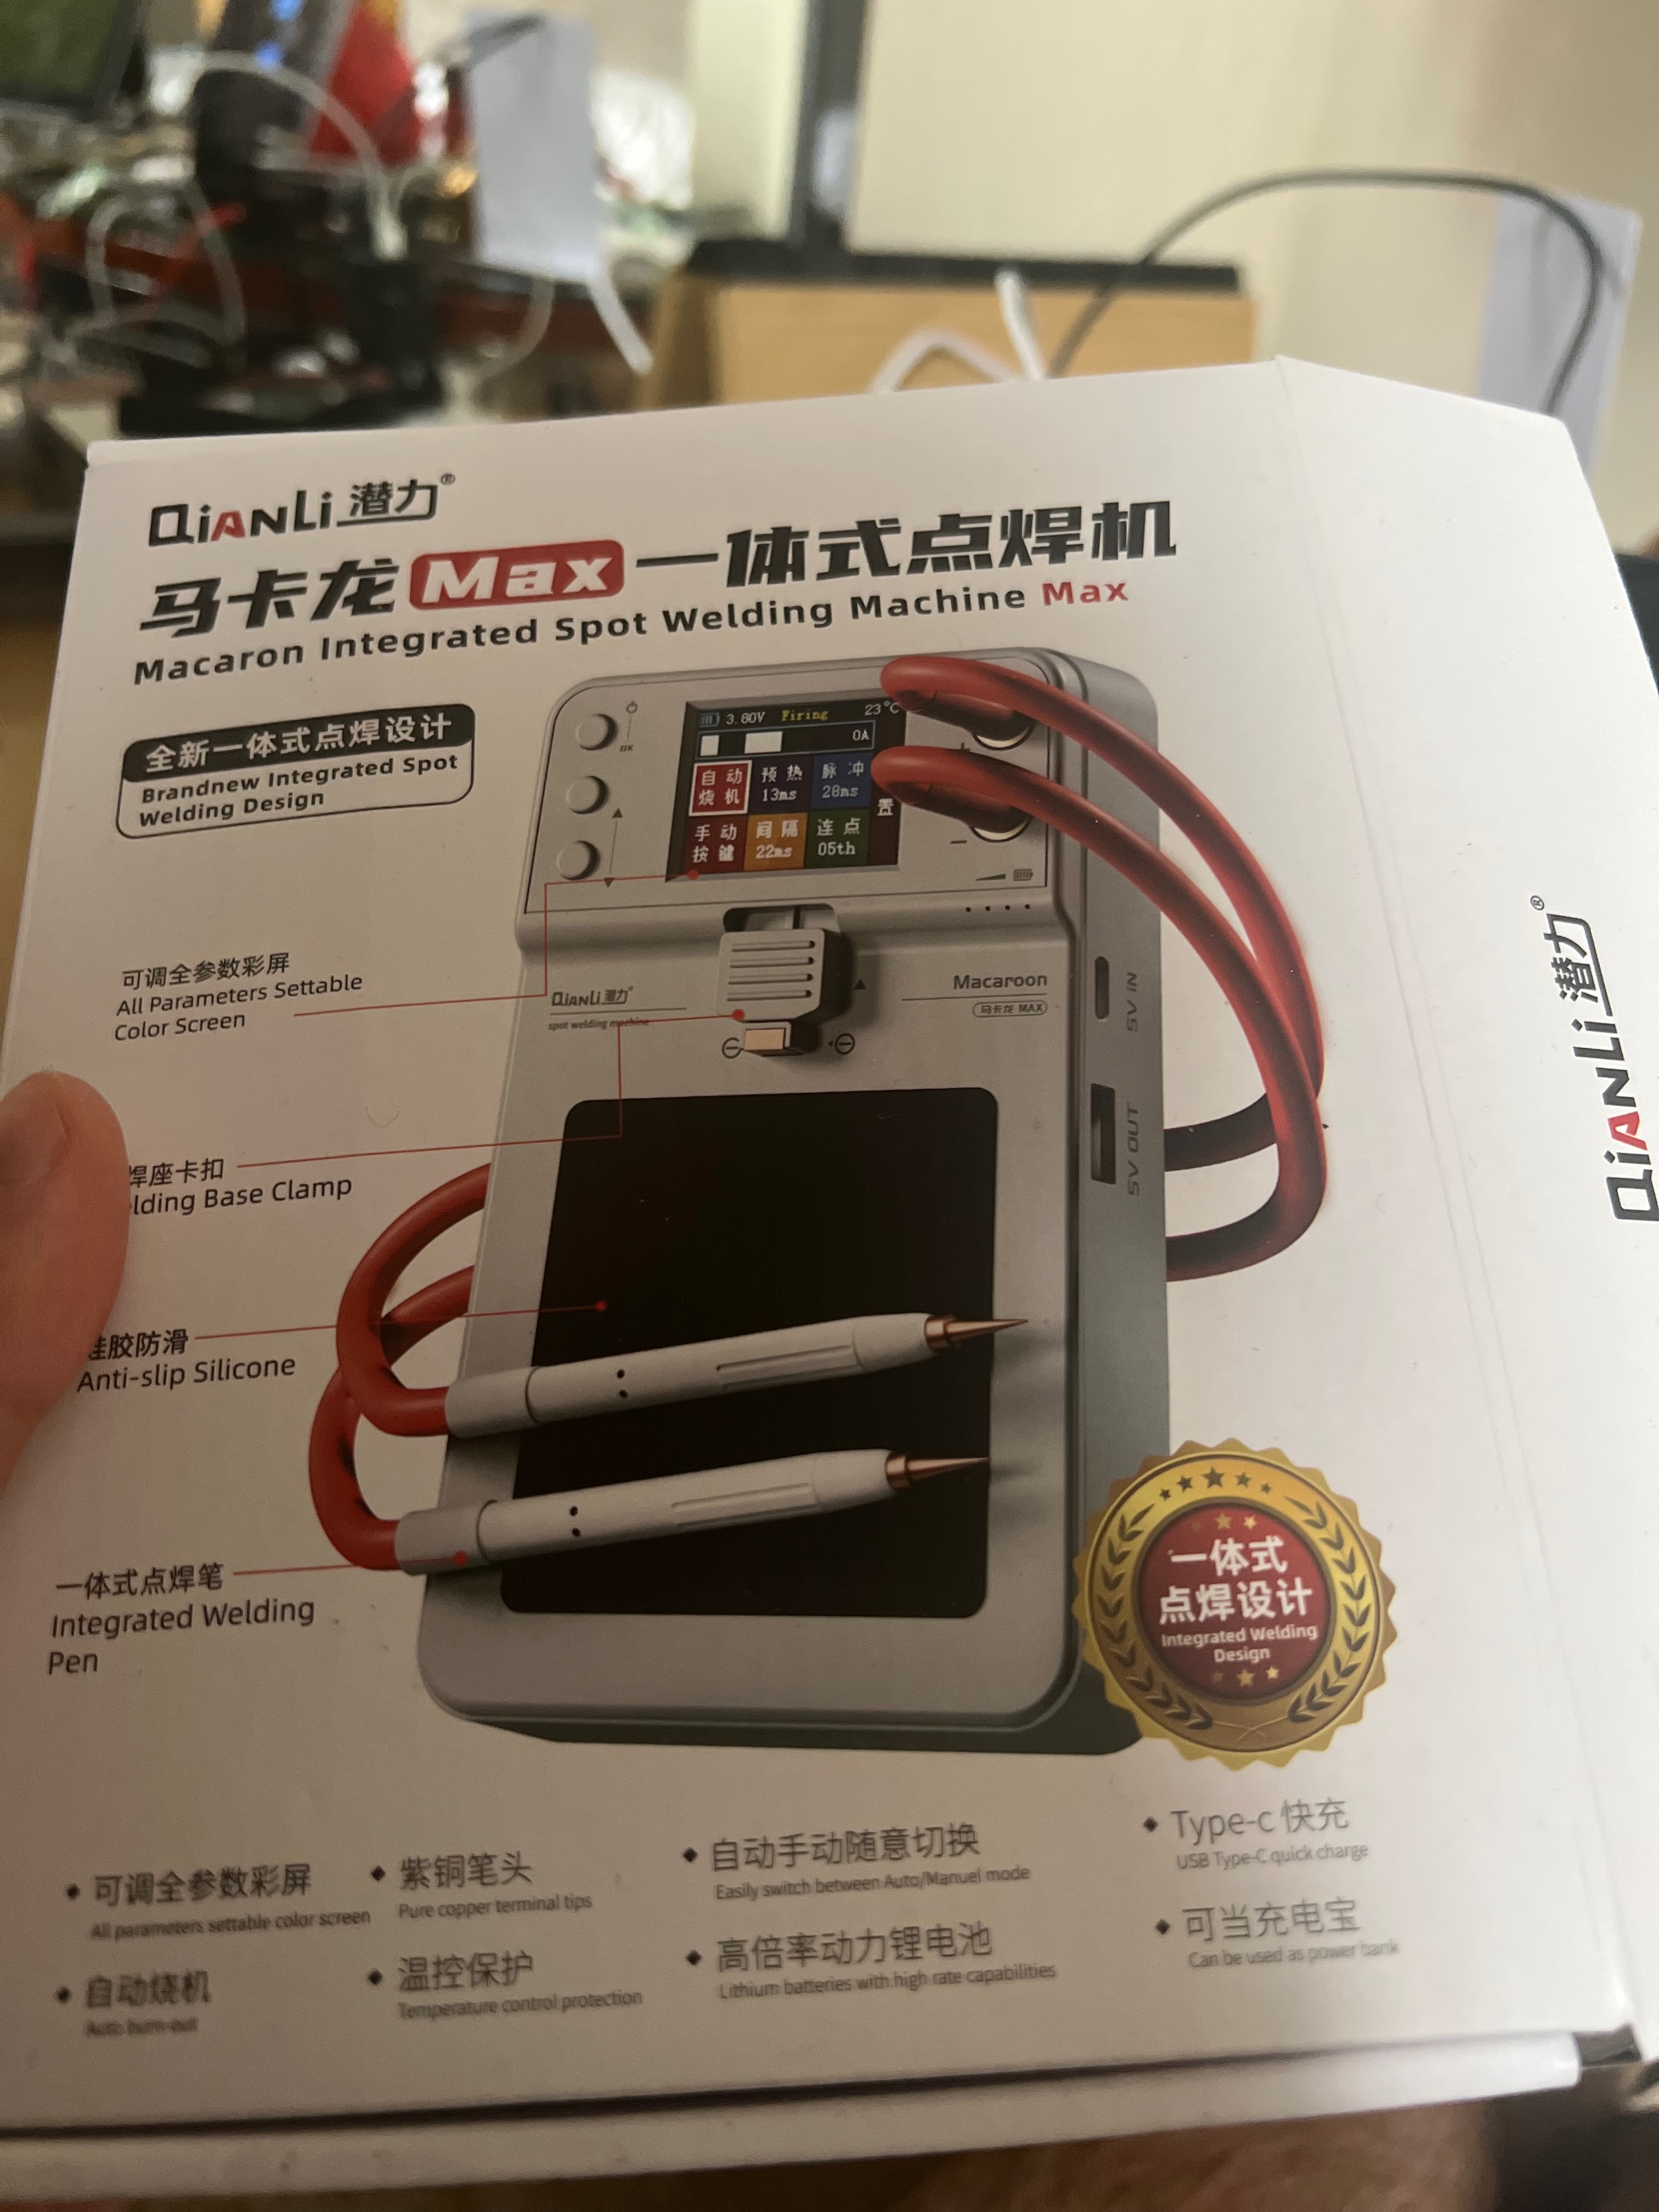 QiANLi 潜力®
马卡龙 Max 一体式点焊机
Macaron Integrated Spot Welding Machine Max
全新一体式点焊设计
Brandnew Integrated Spot
Welding Design
3.80V Firing 23℃
0A
自动 预热 脉冲
烧机 13ms 28ms
置
手动 间隔 连点
按键 22ms 05th
OK
+
−
可调全参数彩屏
All Parameters Settable
Color Screen
QiANLi 潜力®
spot welding machine
Macaroon
马卡龙 MAX
5V IN
5V OUT
焊座卡扣
lding Base Clamp
胶防滑
Anti-slip Silicone
一体式点焊笔
Integrated Welding
Pen
一体式
点焊设计
Integrated Welding
Design
可调全参数彩屏
All parameters settable color screen
紫铜笔头
Pure copper terminal tips
自动手动随意切换
Easily switch between Auto/Manuel mode
Type-c 快充
USB Type-C quick charge
自动烧机
Auto burn-out
温控保护
Temperature control protection
高倍率动力锂电池
Lithium batteries with high rate capabilities
可当充电宝
Can be used as power bank
QiANLi 潜力®